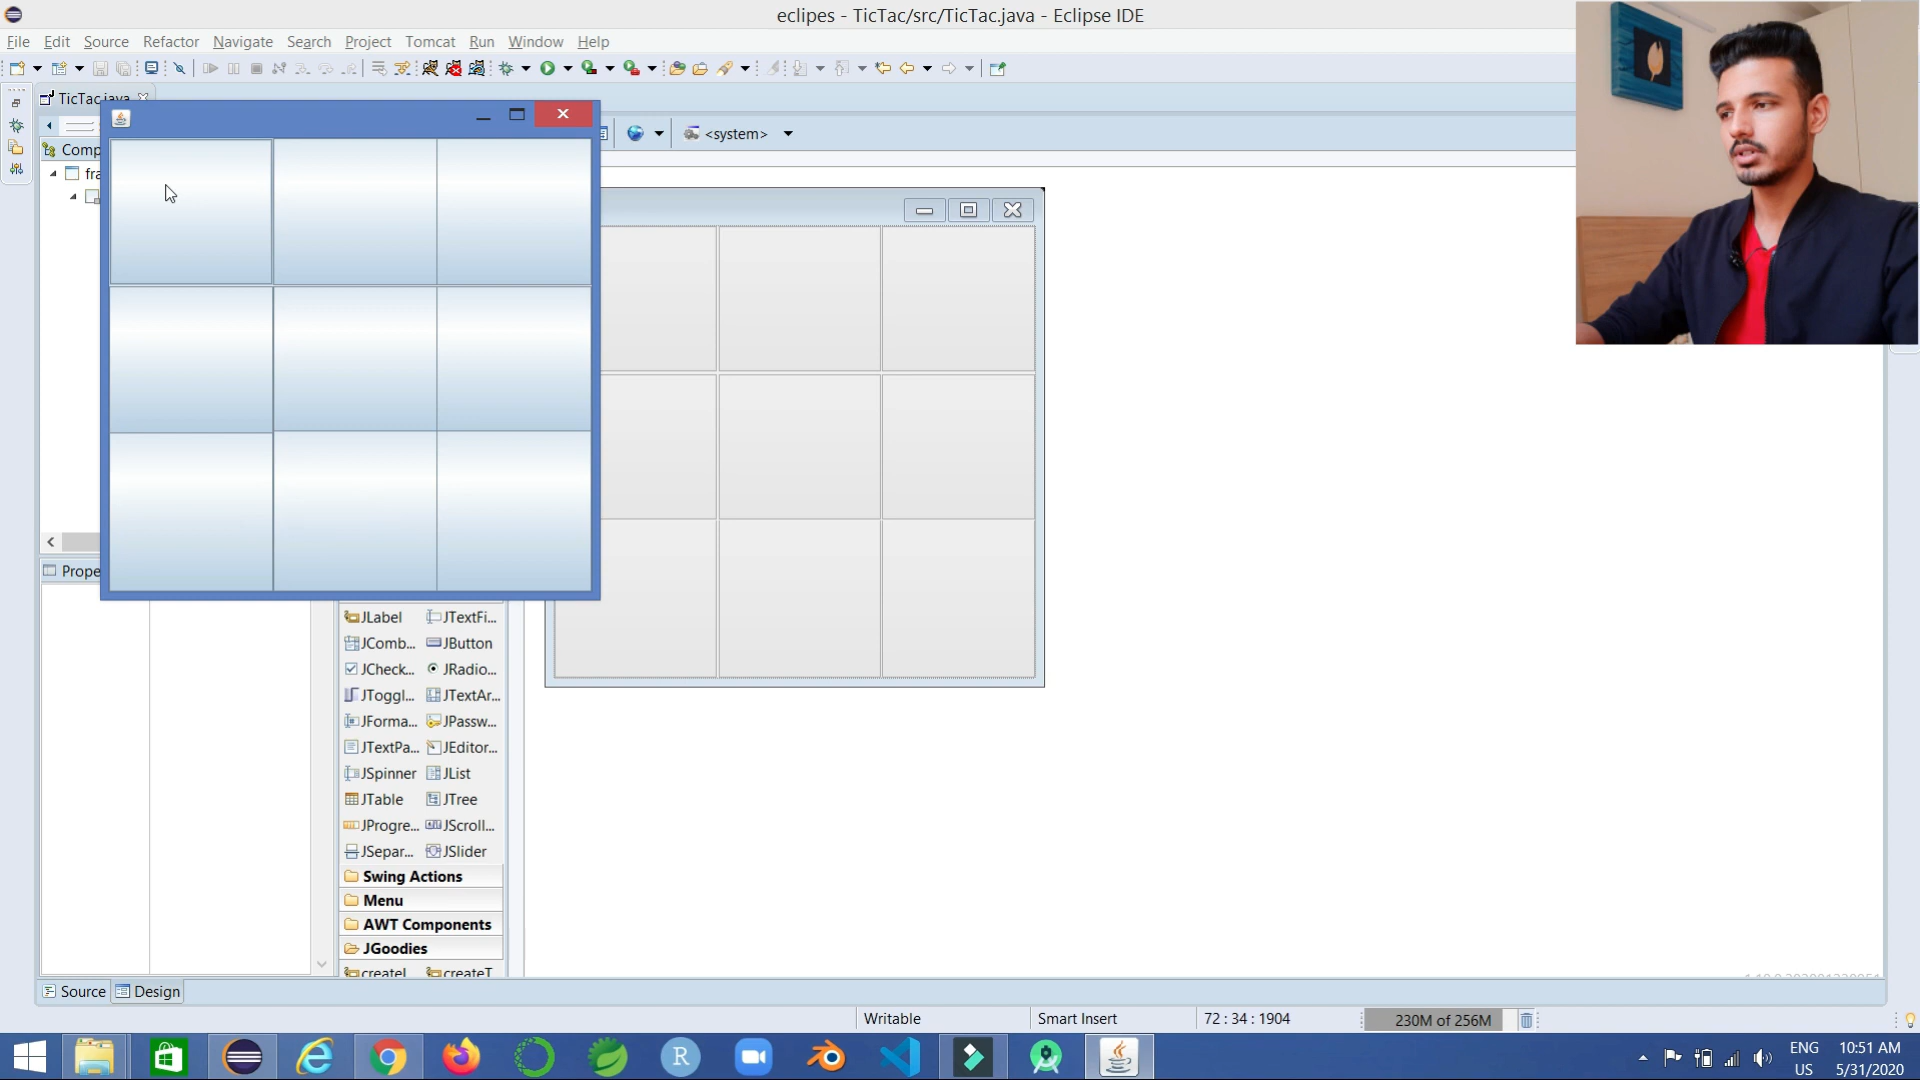 eclipes - TicTac/src/TicTac.java - Eclipse IDE
File Edit Source Refactor Navigate Search Project Tomcat Run Window Help
TicTac.java
<system>
Comp
fra
Prope
JLabel JTextFi...
JComb... JButton
JCheck... JRadio...
JToggl... JTextAr...
JForma... JPassw...
JTextPa... JEditor...
JSpinner JList
JTable JTree
JProgre... JScroll...
JSepar... JSlider
Swing Actions
Menu
AWT Components
JGoodies
createL createT
Source Design
Writable Smart Insert 72 : 34 : 1904 230M of 256M
ENG 10:51 AM
US 5/31/2020